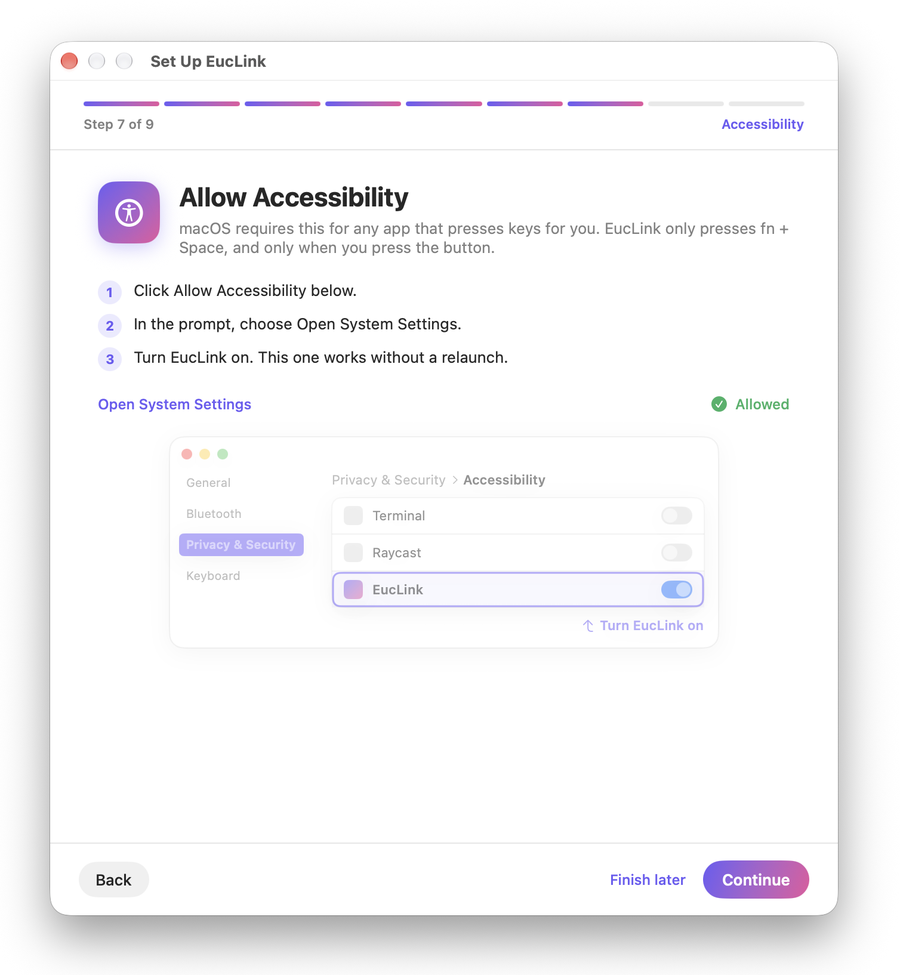 Set Up EucLink
Step 7 of 9
Accessibility
Allow Accessibility
macOS requires this for any app that presses keys for you. EucLink only presses fn +
Space, and only when you press the button.
1 Click Allow Accessibility below.
2 In the prompt, choose Open System Settings.
3 Turn EucLink on. This one works without a relaunch.
Open System Settings
Allowed
General
Bluetooth
Privacy & Security
Keyboard
Privacy & Security > Accessibility
Terminal
Raycast
EucLink
Turn EucLink on
Back
Finish later
Continue